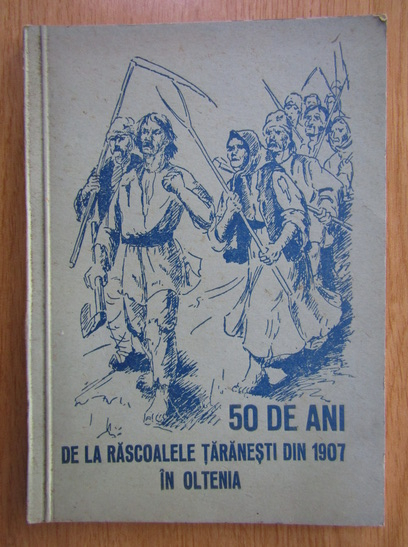 50 DE ANI
DE LA RĂSCOALELE ȚĂRĂNEȘTI DIN 1907
ÎN OLTENIA